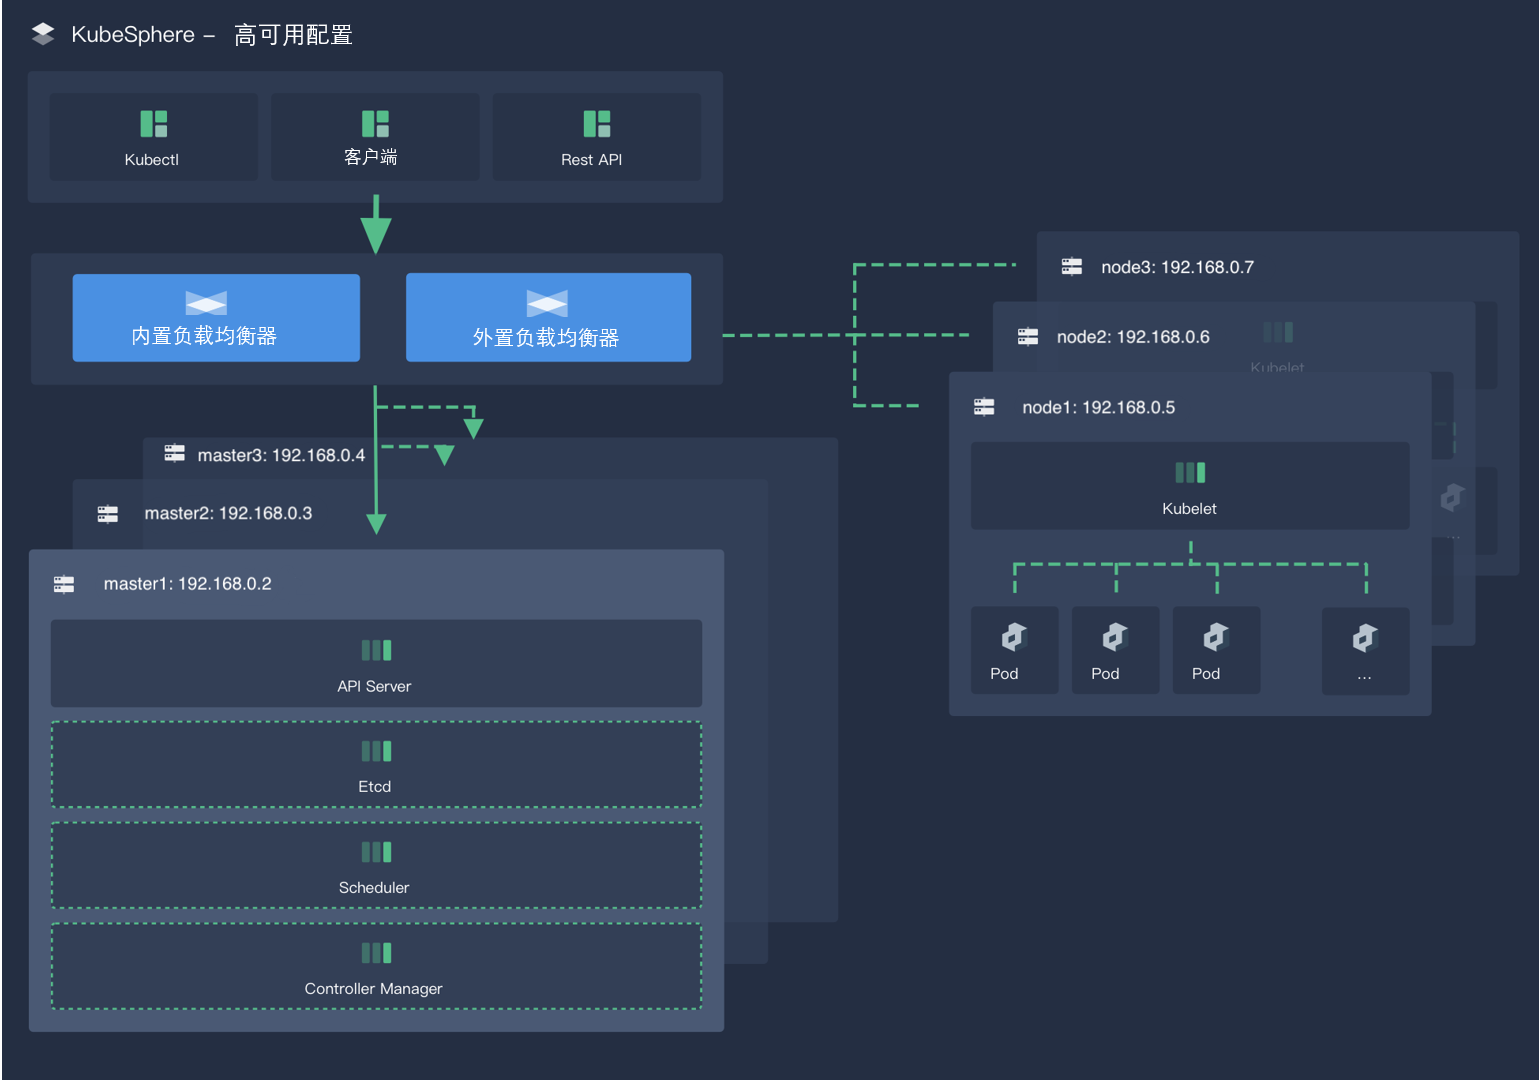 KubeSphere – 高可用配置
Kubectl
客户端
Rest API
内置负载均衡器
外置负载均衡器
node3: 192.168.0.7
node2: 192.168.0.6
Kubelet
node1: 192.168.0.5
Kubelet
Pod
Pod
Pod
...
...
master3: 192.168.0.4
master2: 192.168.0.3
master1: 192.168.0.2
API Server
Etcd
Scheduler
Controller Manager